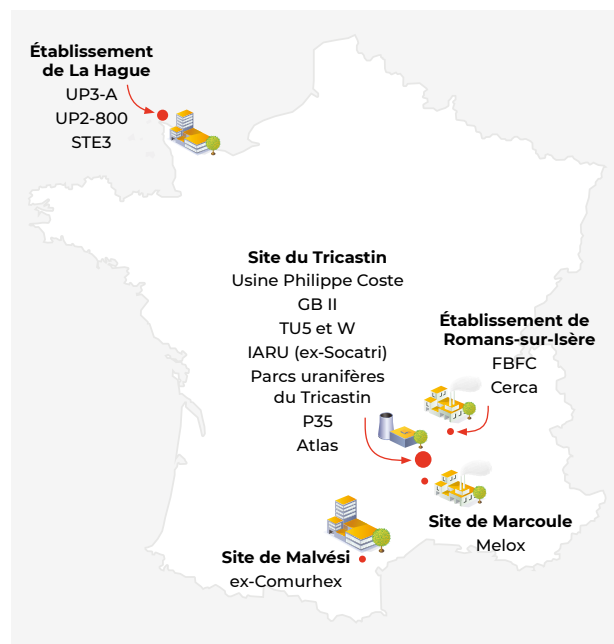 Établissement
de La Hague
UP3-A
UP2-800
STE3
Site du Tricastin
Usine Philippe Coste
GB II
TU5 et W
IARU (ex-Socatri)
Parcs uranifères
du Tricastin
P35
Atlas
Établissement de
Romans-sur-Isère
FBFC
Cerca
Site de Marcoule
Melox
Site de Malvési
ex-Comurhex